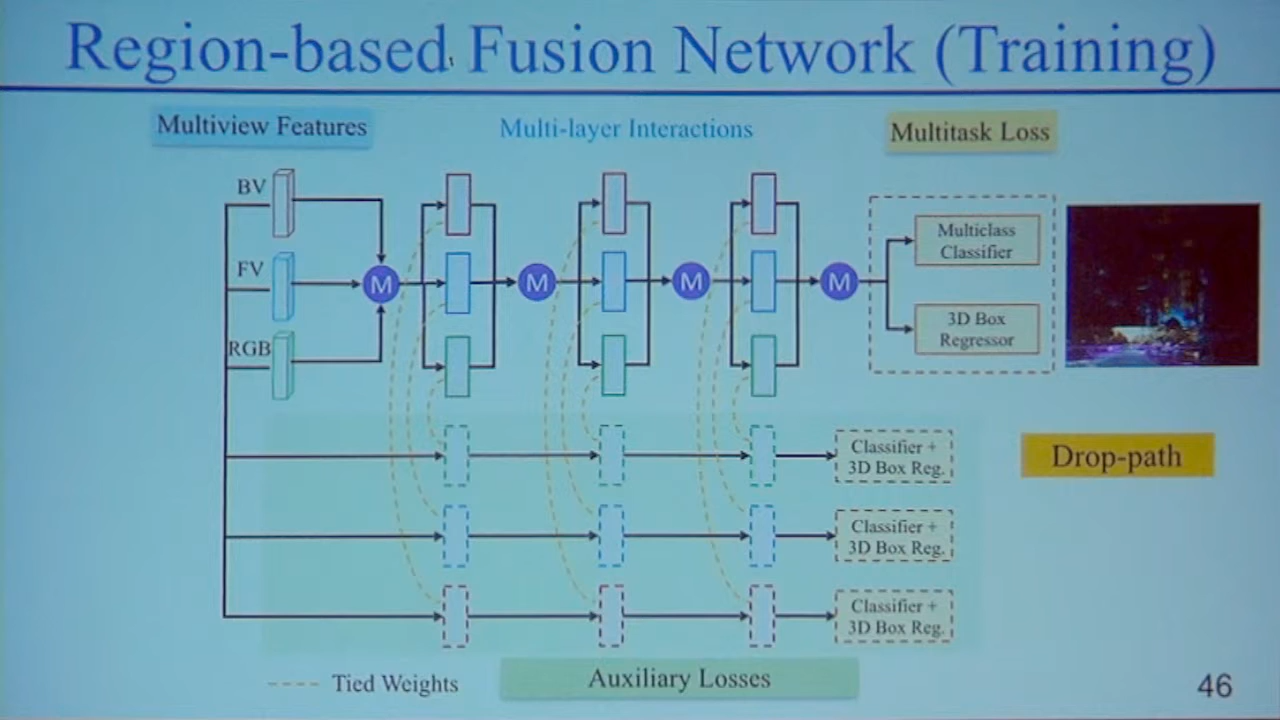 Region-based Fusion Network (Training)
Multiview Features
Multi-layer Interactions
Multitask Loss
BV
FV
RGB
M
M
M
M
Multiclass
Classifier
3D Box
Regressor
Classifier +
3D Box Reg.
Classifier +
3D Box Reg.
Classifier +
3D Box Reg.
Drop-path
Tied Weights
Auxiliary Losses
46